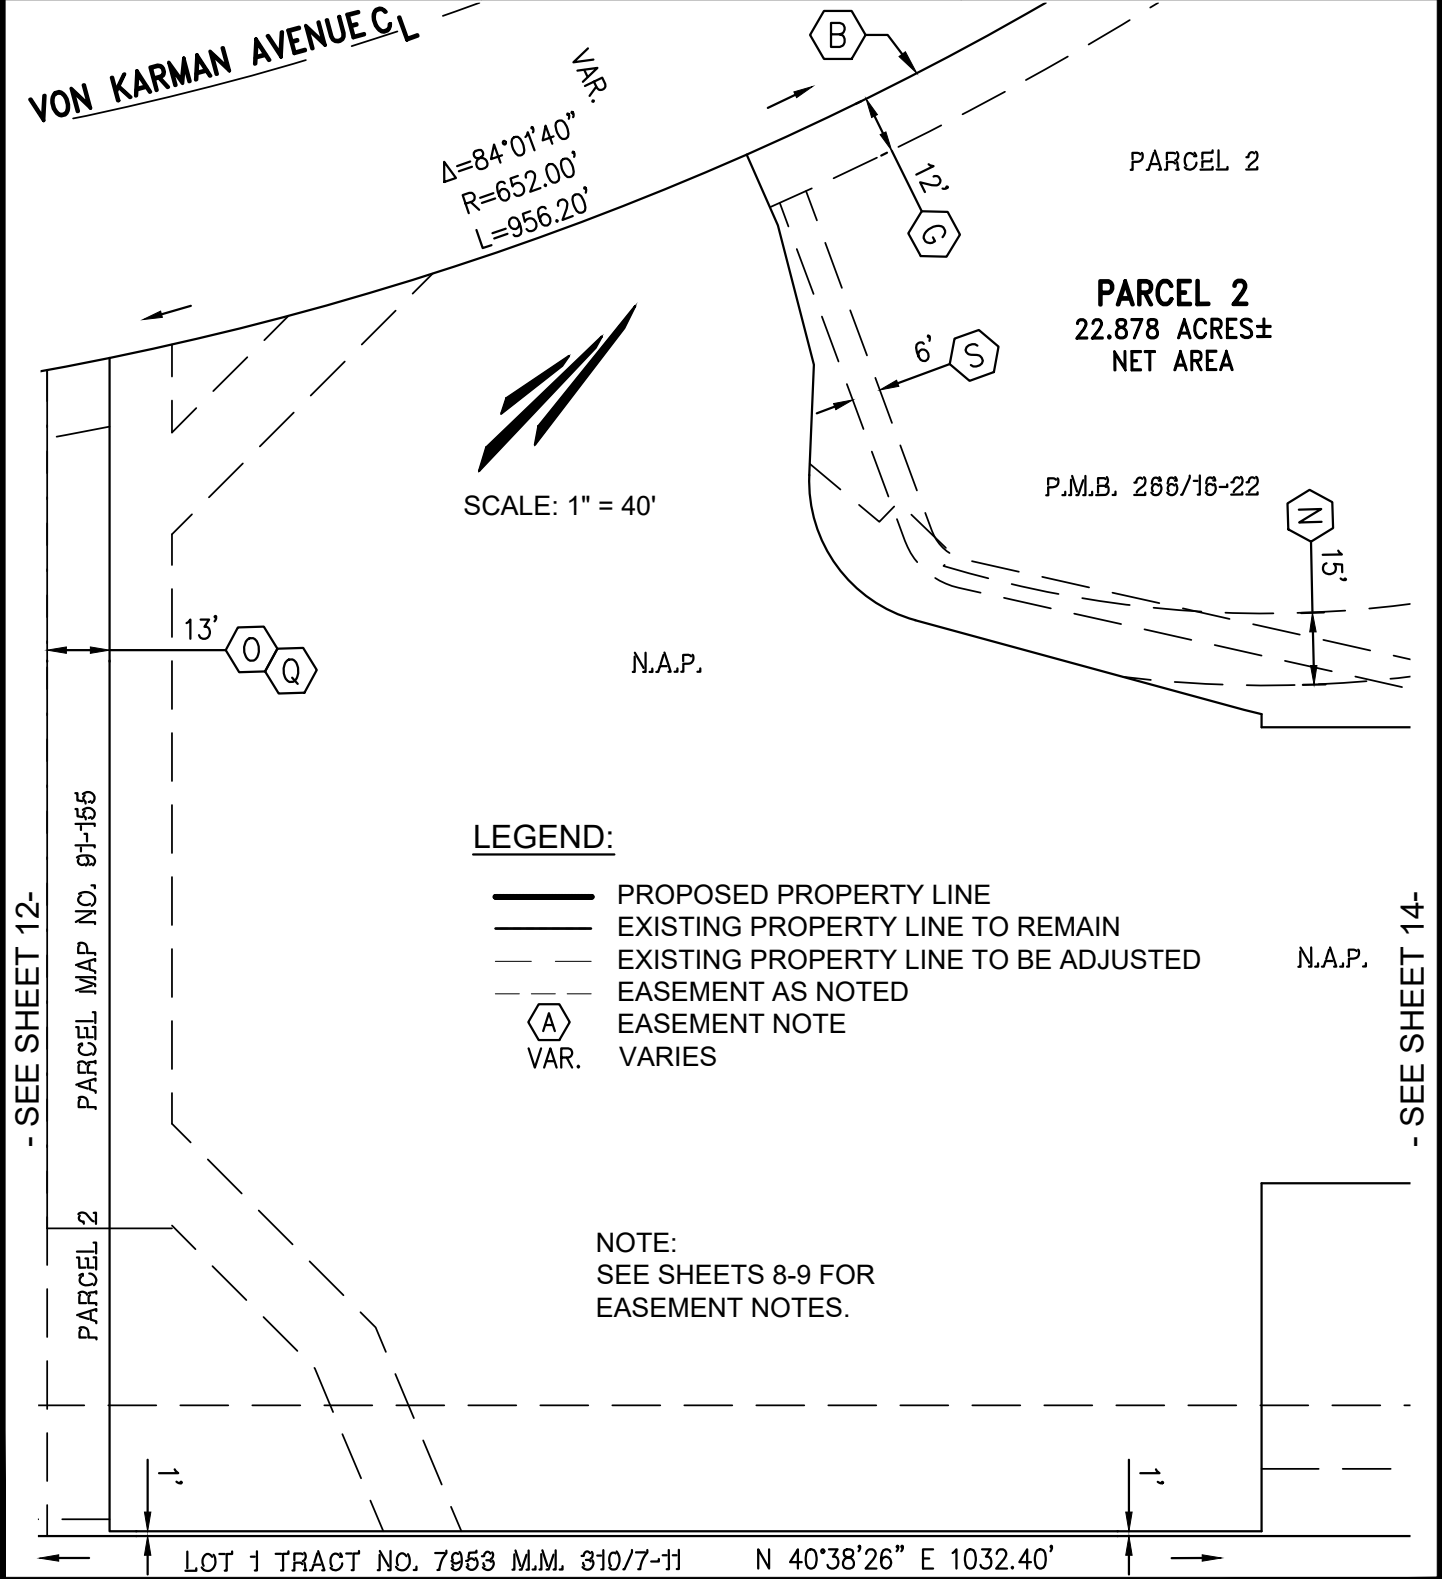 VON KARMAN AVENUE CL
VAR.
Δ=84°01'40"
R=652.00'
L=956.20'
B
12'
G
PARCEL 2
PARCEL 2
22.878 ACRES±
NET AREA
6'
S
SCALE: 1" = 40'
P.M.B. 266/16-22
N
15'
13'
O
Q
N.A.P.
- SEE SHEET 12-
PARCEL 2 PARCEL MAP NO. 91-155
LEGEND:
PROPOSED PROPERTY LINE
EXISTING PROPERTY LINE TO REMAIN
EXISTING PROPERTY LINE TO BE ADJUSTED
EASEMENT AS NOTED
A EASEMENT NOTE
VAR. VARIES
N.A.P.
- SEE SHEET 14-
NOTE:
SEE SHEETS 8-9 FOR
EASEMENT NOTES.
1'
1'
LOT 1 TRACT NO. 7953 M.M. 310/7-11 N 40°38'26" E 1032.40'